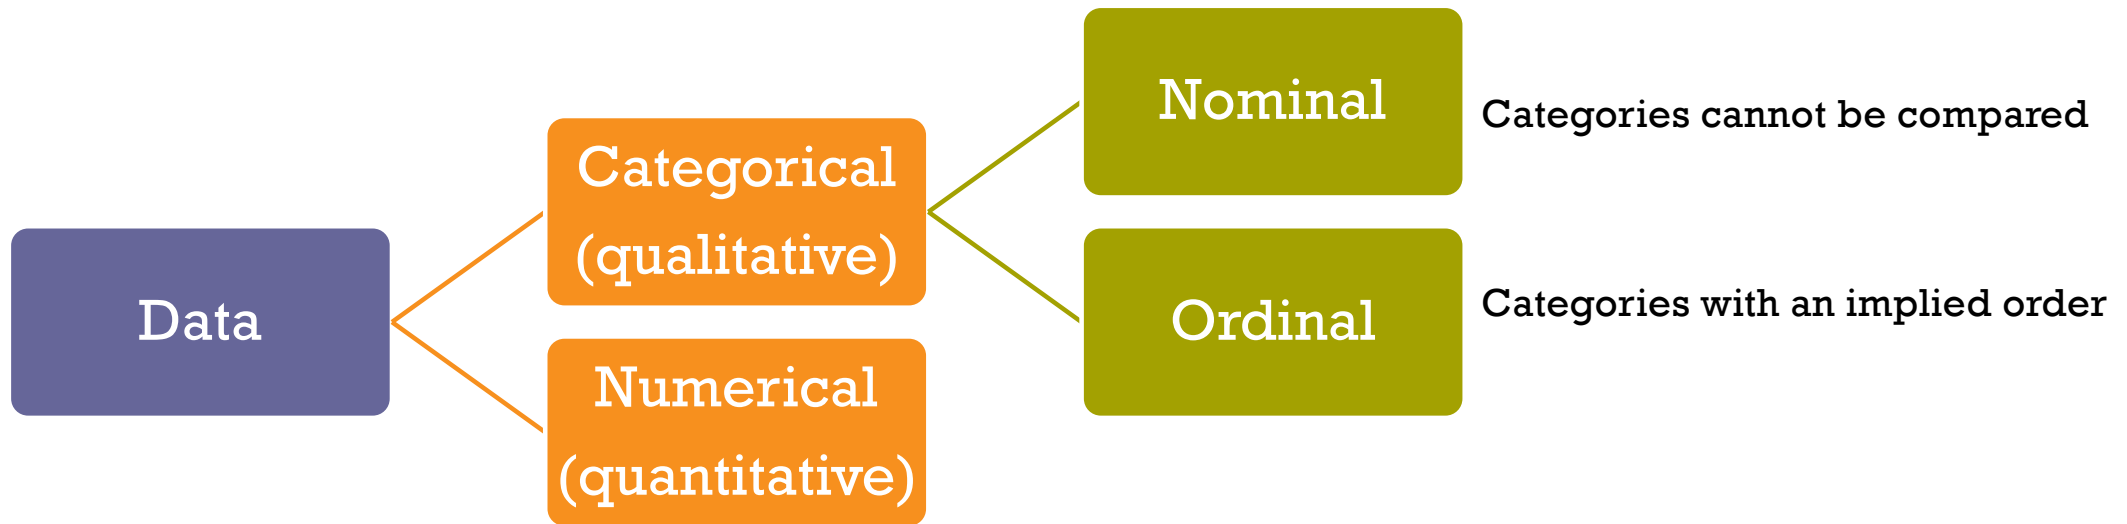 Data
Categorical
(qualitative)
Numerical
(quantitative)
Nominal
Categories cannot be compared
Ordinal
Categories with an implied order